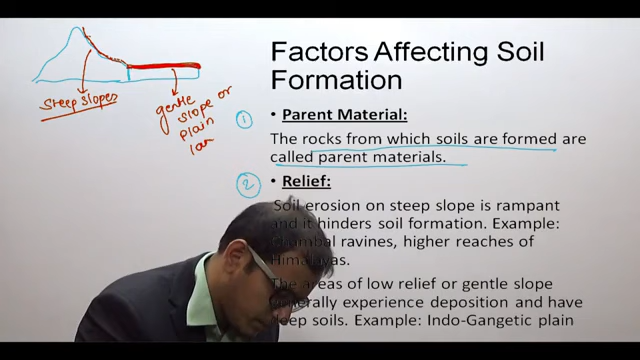 Factors Affecting Soil
Formation
steep slopes
gentle
slope or
plain
lan
1
• Parent Material:
The rocks from which soils are formed are
called parent materials.
2
• Relief:
Soil erosion on steep slope is rampant
and it hinders soil formation. Example:
Chambal ravines, higher reaches of
Himalayas.
The areas of low relief or gentle slope
generally experience deposition and have
deep soils. Example: Indo-Gangetic plain